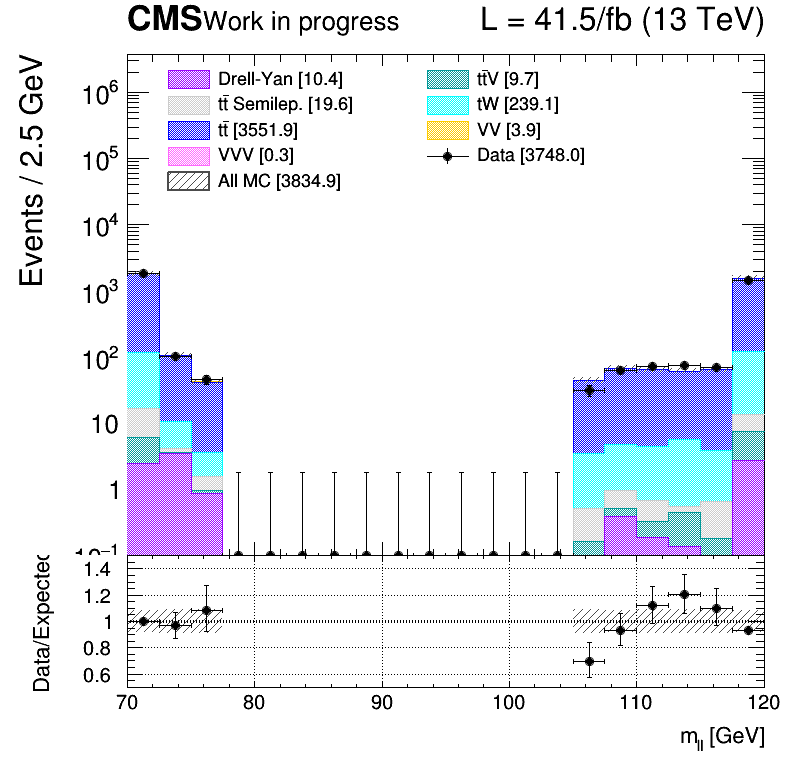 CMS Work in progress L = 41.5/fb (13 TeV)
Events / 2.5 GeV
Drell-Yan [10.4]
tt̄ Semilep. [19.6]
tt̄ [3551.9]
VVV [0.3]
All MC [3834.9]
tt̄V [9.7]
tW [239.1]
VV [3.9]
Data [3748.0]
10⁶
10⁵
10⁴
10³
10²
10
1
10⁻¹
Data/Expected
1.4
1.2
1
0.8
0.6
70 80 90 100 110 120
m_ll [GeV]